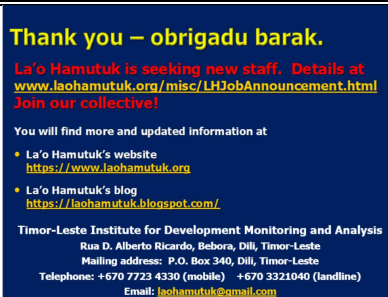 Thank you – obrigadu barak.
La’o Hamutuk is seeking new staff. Details at
www.laohamutuk.org/misc/LHJobAnnouncement.html
Join our collective!
You will find more and updated information at
• La’o Hamutuk’s website
https://www.laohamutuk.org
• La’o Hamutuk’s blog
https://laohamutuk.blogspot.com/
Timor-Leste Institute for Development Monitoring and Analysis
Rua D. Alberto Ricardo, Bebora, Dili, Timor-Leste
Mailing address: P.O. Box 340, Dili, Timor-Leste
Telephone: +670 7723 4330 (mobile) +670 3321040 (landline)
Email: laohamutuk@gmail.com